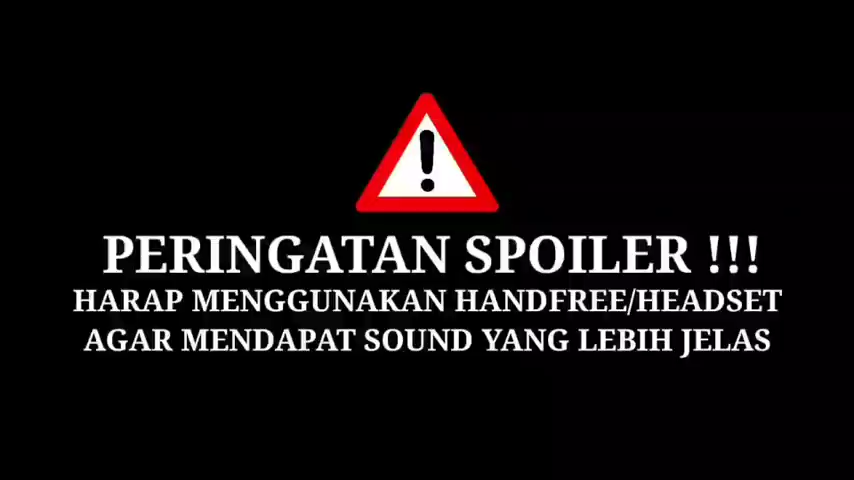 PERINGATAN SPOILER !!!
HARAP MENGGUNAKAN HANDFREE/HEADSET
AGAR MENDAPAT SOUND YANG LEBIH JELAS